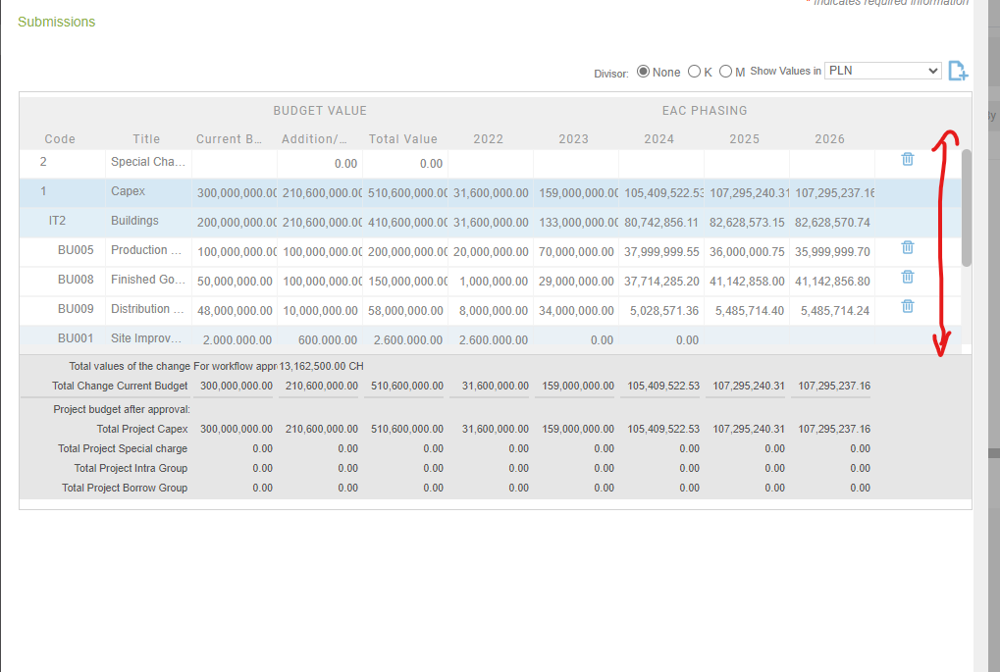 * indicates required information
Submissions
Divisor: None K M Show Values in PLN
BUDGET VALUE EAC PHASING
Code Title Current B... Addition/... Total Value 2022 2023 2024 2025 2026
2 Special Cha... 0.00 0.00
1 Capex 300,000,000.00 210,600,000.00 510,600,000.00 31,600,000.00 159,000,000.00 105,409,522.53 107,295,240.31 107,295,237.16
IT2 Buildings 200,000,000.00 210,600,000.00 410,600,000.00 31,600,000.00 133,000,000.00 80,742,856.11 82,628,573.15 82,628,570.74
BU005 Production ... 100,000,000.00 100,000,000.00 200,000,000.00 20,000,000.00 70,000,000.00 37,999,999.55 36,000,000.75 35,999,999.70
BU008 Finished Go... 50,000,000.00 100,000,000.00 150,000,000.00 1,000,000.00 29,000,000.00 37,714,285.20 41,142,858.00 41,142,856.80
BU009 Distribution ... 48,000,000.00 10,000,000.00 58,000,000.00 8,000,000.00 34,000,000.00 5,028,571.36 5,485,714.40 5,485,714.24
BU001 Site Improv... 2.000.000.00 600.000.00 2.600.000.00 2.600.000.00 0.00 0.00
Total values of the change For workflow appr 13,162,500.00 CH
Total Change Current Budget 300,000,000.00 210,600,000.00 510,600,000.00 31,600,000.00 159,000,000.00 105,409,522.53 107,295,240.31 107,295,237.16
Project budget after approval:
Total Project Capex 300,000,000.00 210,600,000.00 510,600,000.00 31,600,000.00 159,000,000.00 105,409,522.53 107,295,240.31 107,295,237.16
Total Project Special charge 0.00 0.00 0.00 0.00 0.00 0.00 0.00 0.00
Total Project Intra Group 0.00 0.00 0.00 0.00 0.00 0.00 0.00 0.00
Total Project Borrow Group 0.00 0.00 0.00 0.00 0.00 0.00 0.00 0.00